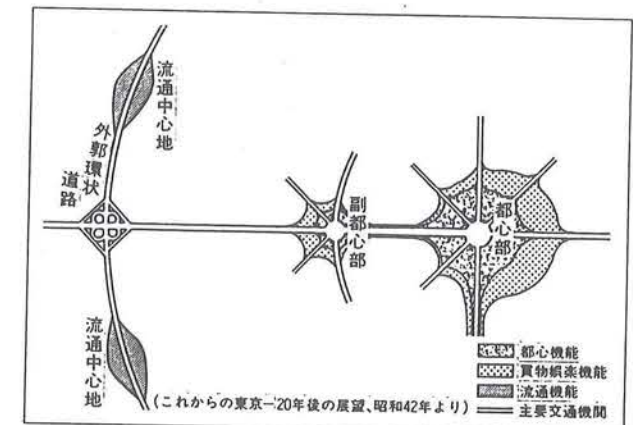 流通中心地
外郭環状
道路
副都心部
都心部
流通中心地
都心機能
買物娯楽機能
流通機能
主要交通機関
(これからの東京―20年後の展望、昭和42年より)